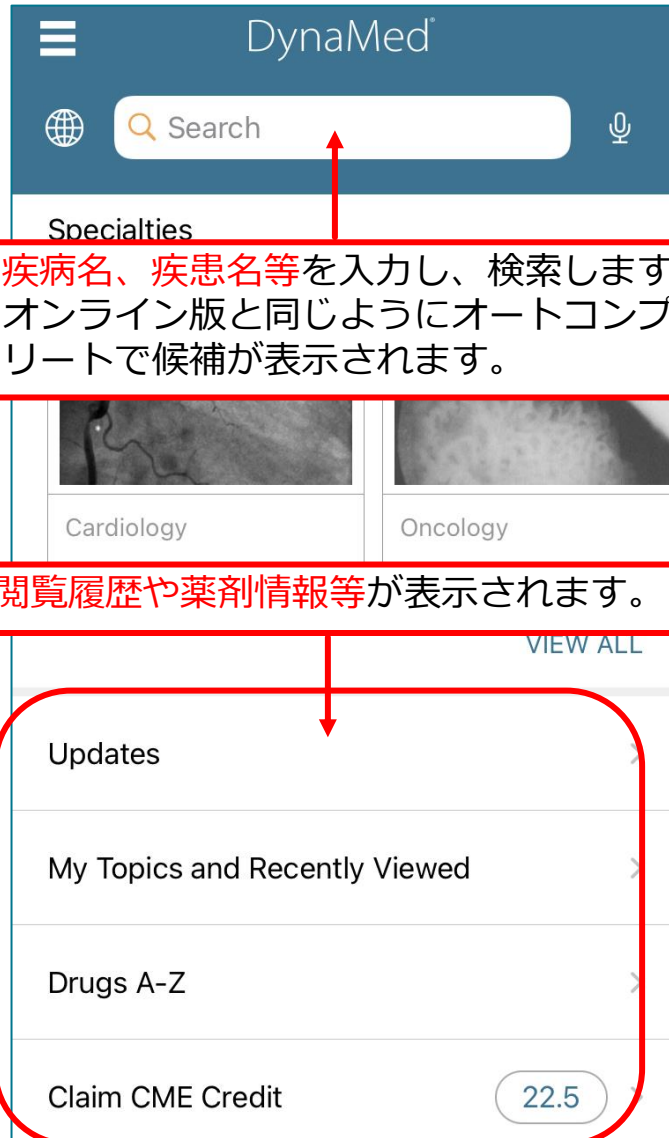 DynaMed®
Search
Specialties
疾病名、疾患名等を入力し、検索します
オンライン版と同じようにオートコンプ
リートで候補が表示されます。
Cardiology
Oncology
閲覧履歴や薬剤情報等が表示されます。
VIEW ALL
Updates
My Topics and Recently Viewed
Drugs A-Z
Claim CME Credit 22.5